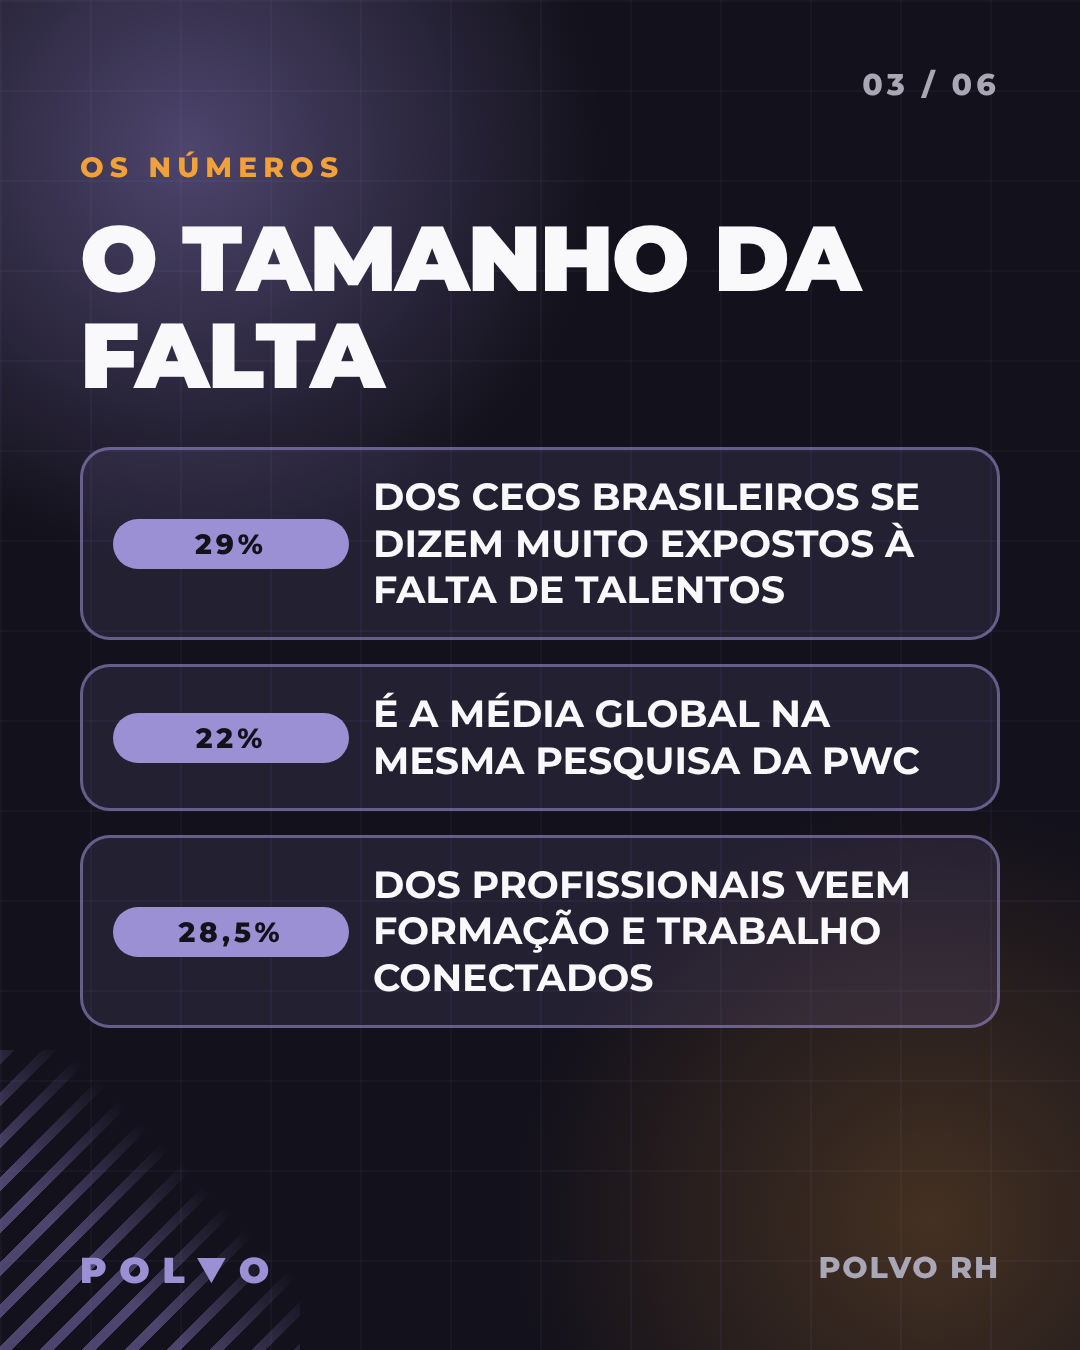 03 / 06
OS NÚMEROS
O TAMANHO DA
FALTA
29%
DOS CEOS BRASILEIROS SE
DIZEM MUITO EXPOSTOS À
FALTA DE TALENTOS
22%
É A MÉDIA GLOBAL NA
MESMA PESQUISA DA PWC
28,5%
DOS PROFISSIONAIS VEEM
FORMAÇÃO E TRABALHO
CONECTADOS
POLVO
POLVO RH